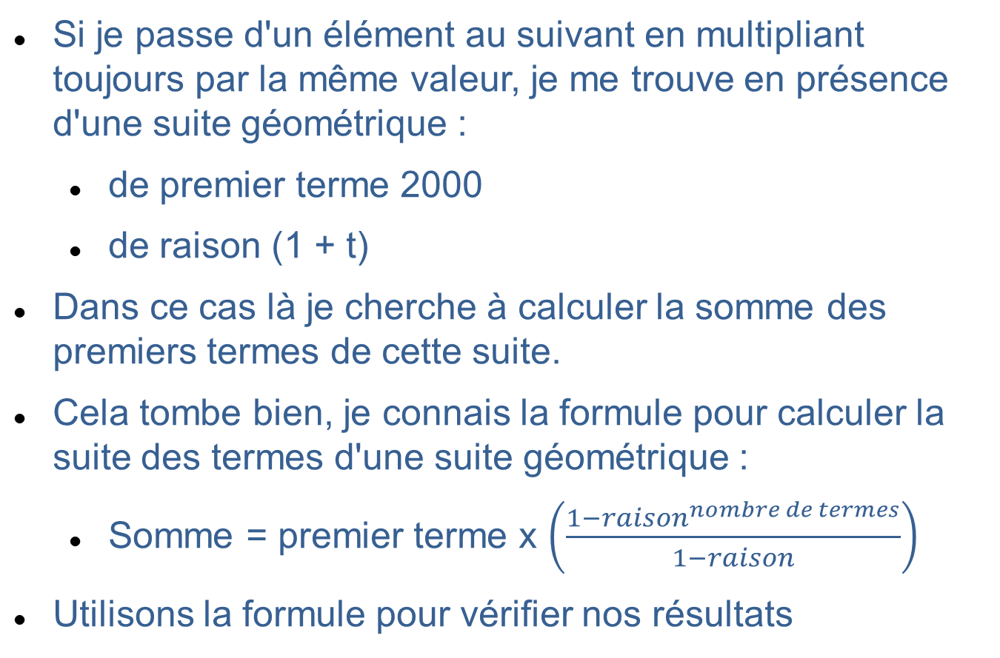 Si je passe d'un élément au suivant en multipliant
toujours par la même valeur, je me trouve en présence
d'une suite géométrique :
de premier terme 2000
de raison (1 + t)
Dans ce cas là je cherche à calculer la somme des
premiers termes de cette suite.
Cela tombe bien, je connais la formule pour calculer la
suite des termes d'une suite géométrique :
Somme = premier terme x (\frac{1−raison^{nombre de termes}}{1−raison})
Utilisons la formule pour vérifier nos résultats